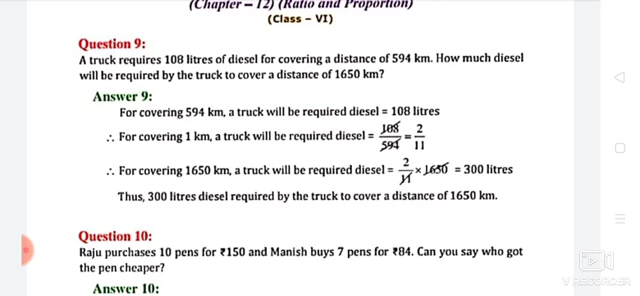 (Chapter – 12) (Ratio and Proportion)
(Class – VI)
Question 9:
A truck requires 108 litres of diesel for covering a distance of 594 km. How much diesel
will be required by the truck to cover a distance of 1650 km?
Answer 9:
For covering 594 km, a truck will be required diesel = 108 litres
∴ For covering 1 km, a truck will be required diesel = 108/594 = 2/11
∴ For covering 1650 km, a truck will be required diesel = 2/11 × 1650 = 300 litres
Thus, 300 litres diesel required by the truck to cover a distance of 1650 km.
Question 10:
Raju purchases 10 pens for ₹150 and Manish buys 7 pens for ₹84. Can you say who got
the pen cheaper?
Answer 10:
V RECORDER